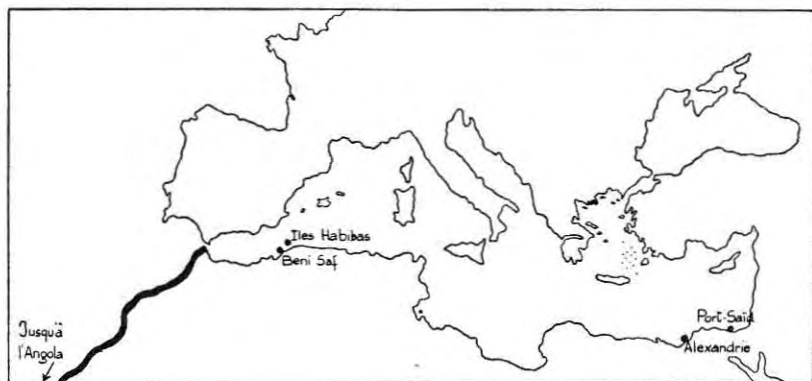 Iles Habibas
Beni Saf
Port-Saïd
Alexandrie
Jusqu'à
l'Angola